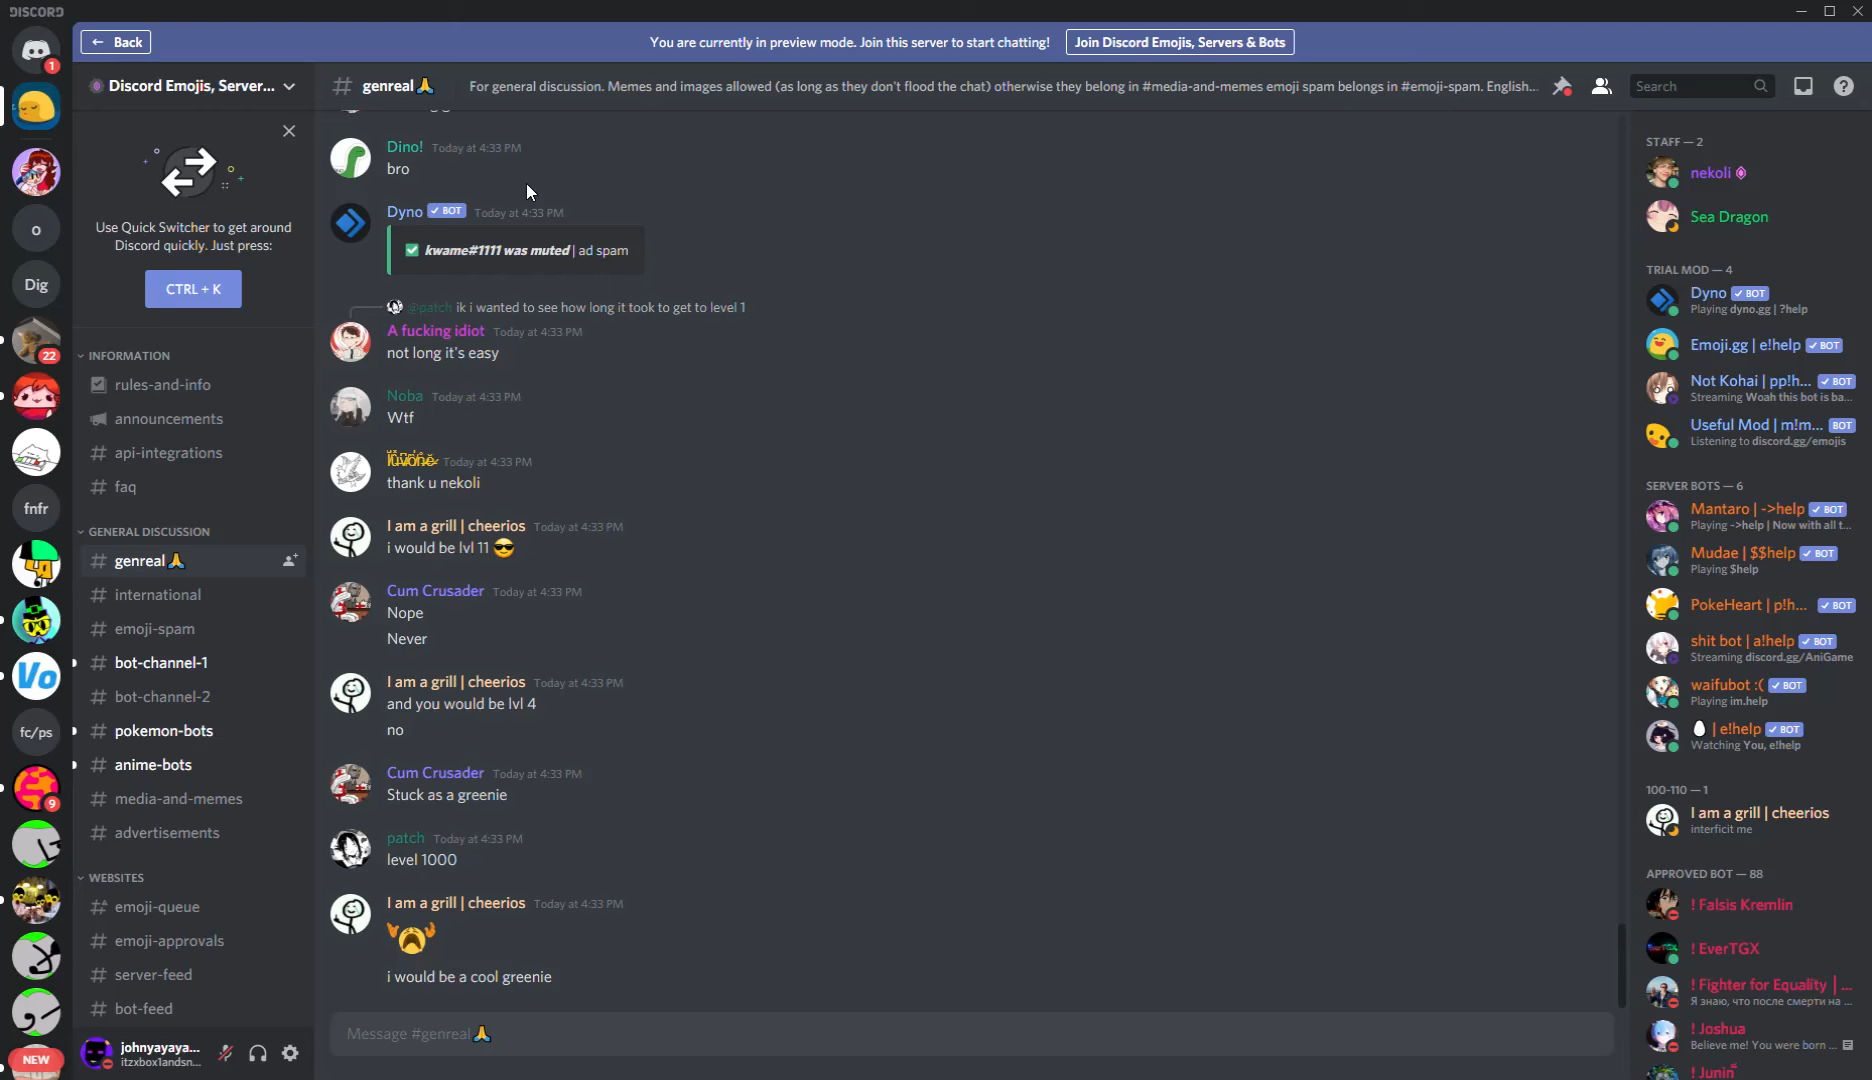 DISCORD
Back
You are currently in preview mode. Join this server to start chatting!
Join Discord Emojis, Servers & Bots
Discord Emojis, Server...
genreal🙏
For general discussion. Memes and images allowed (as long as they don't flood the chat) otherwise they belong in #media-and-memes emoji spam belongs in #emoji-spam. English...
Search
1
o
Dig
22
fnfr
Vo
fc/ps
9
NEW
Use Quick Switcher to get around
Discord quickly. Just press:
CTRL + K
INFORMATION
rules-and-info
announcements
api-integrations
faq
GENERAL DISCUSSION
genreal🙏
international
emoji-spam
bot-channel-1
bot-channel-2
pokemon-bots
anime-bots
media-and-memes
advertisements
WEBSITES
emoji-queue
emoji-approvals
server-feed
bot-feed
johnyayaya...
itzxbox1andsn...
Dino! Today at 4:33 PM
bro
Dyno BOT Today at 4:33 PM
✅ kwame#1111 was muted | ad spam
@patch ik i wanted to see how long it took to get to level 1
A fucking idiot Today at 4:33 PM
not long it's easy
Noba Today at 4:33 PM
Wtf
Today at 4:33 PM
thank u nekoli
I am a grill | cheerios Today at 4:33 PM
i would be lvl 11 😎
Cum Crusader Today at 4:33 PM
Nope
Never
I am a grill | cheerios Today at 4:33 PM
and you would be lvl 4
no
Cum Crusader Today at 4:33 PM
Stuck as a greenie
patch Today at 4:33 PM
level 1000
I am a grill | cheerios Today at 4:33 PM
i would be a cool greenie
Message #genreal🙏
STAFF — 2
nekoli
Sea Dragon
TRIAL MOD — 4
Dyno BOT
Playing dyno.gg | ?help
Emoji.gg | e!help BOT
Not Kohai | pp!h... BOT
Streaming Woah this bot is ba...
Useful Mod | m!m... BOT
Listening to discord.gg/emojis
SERVER BOTS — 6
Mantaro | ->help BOT
Playing ->help | Now with all t...
Mudae | $$help BOT
Playing $help
PokeHeart | p!h... BOT
shit bot | a!help BOT
Streaming discord.gg/AniGame
waifubot :( BOT
Playing im.help
| e!help BOT
Watching You, e!help
100-110 — 1
I am a grill | cheerios
interficit me
APPROVED BOT — 88
! Falsis Kremlin
! EverTGX
! Fighter for Equality | ...
Я знаю, что после смерти на ...
! Joshua
Believe me! You were born ...